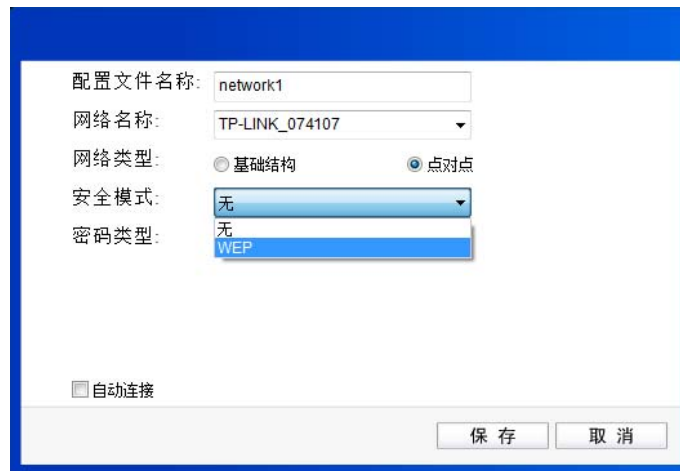 配置文件名称: network1
网络名称: TP-LINK_074107
网络类型: 基础结构 点对点
安全模式: 无
无
密码类型:
WEP
自动连接
保存 取消